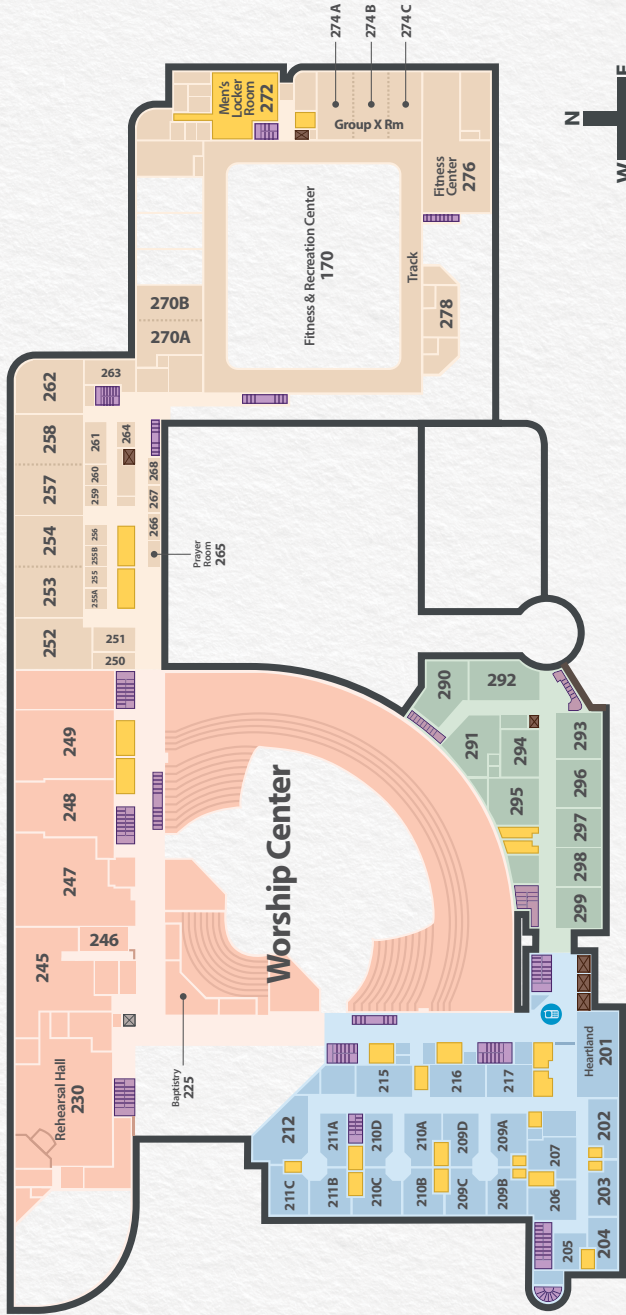 274 A
274 B
274 C
Men's
Locker
Room
272
Group X Rm
N
E
W
Fitness
Center
276
Fitness & Recreation Center
170
Track
278
270B
270A
262
263
258
261
264
257
260
259
268
267
266
254
256
255B
253
255
255A
Prayer
Room
265
252
251
250
249
248
247
246
245
Worship Center
Rehearsal Hall
230
Baptistry
225
290
292
291
294
293
295
296
297
298
299
Heartland
201
215
216
217
212
211A
210D
210A
209D
209A
207
202
211C
211B
210C
210B
209C
209B
206
203
205
204